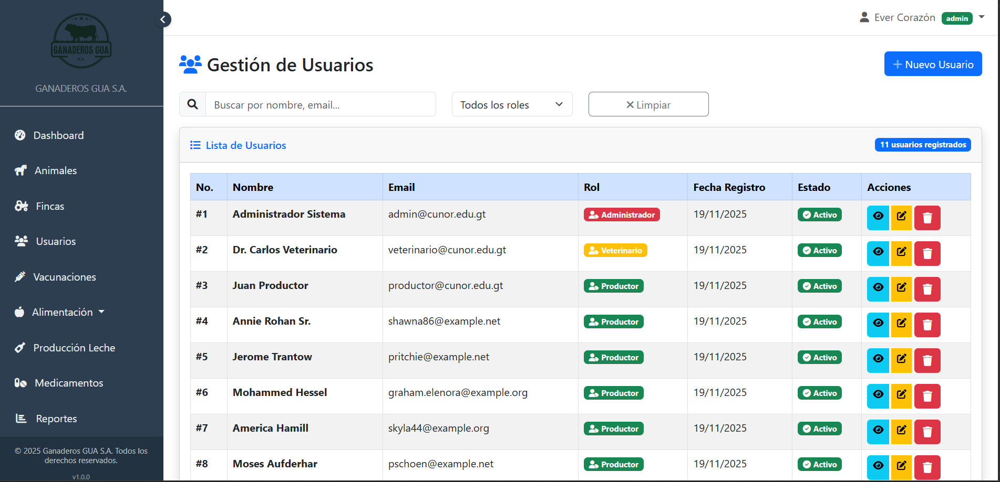 GANADEROS GUA
S.A.
GANADEROS GUA S.A.
Dashboard
Animales
Fincas
Usuarios
Vacunaciones
Alimentación
Producción Leche
Medicamentos
Reportes
© 2025 Ganaderos GUA S.A. Todos los
derechos reservados.
v1.0.0
Ever Corazón admin
Gestión de Usuarios
Nuevo Usuario
Buscar por nombre, email...
Todos los roles
Limpiar
Lista de Usuarios
11 usuarios registrados
No. Nombre Email Rol Fecha Registro Estado Acciones
#1 Administrador Sistema admin@cunor.edu.gt Administrador 19/11/2025 Activo
#2 Dr. Carlos Veterinario veterinario@cunor.edu.gt Veterinario 19/11/2025 Activo
#3 Juan Productor productor@cunor.edu.gt Productor 19/11/2025 Activo
#4 Annie Rohan Sr. shawna86@example.net Productor 19/11/2025 Activo
#5 Jerome Trantow pritchie@example.net Productor 19/11/2025 Activo
#6 Mohammed Hessel graham.elenora@example.org Productor 19/11/2025 Activo
#7 America Hamill skyla44@example.org Productor 19/11/2025 Activo
#8 Moses Aufderhar pschoen@example.net Productor 19/11/2025 Activo